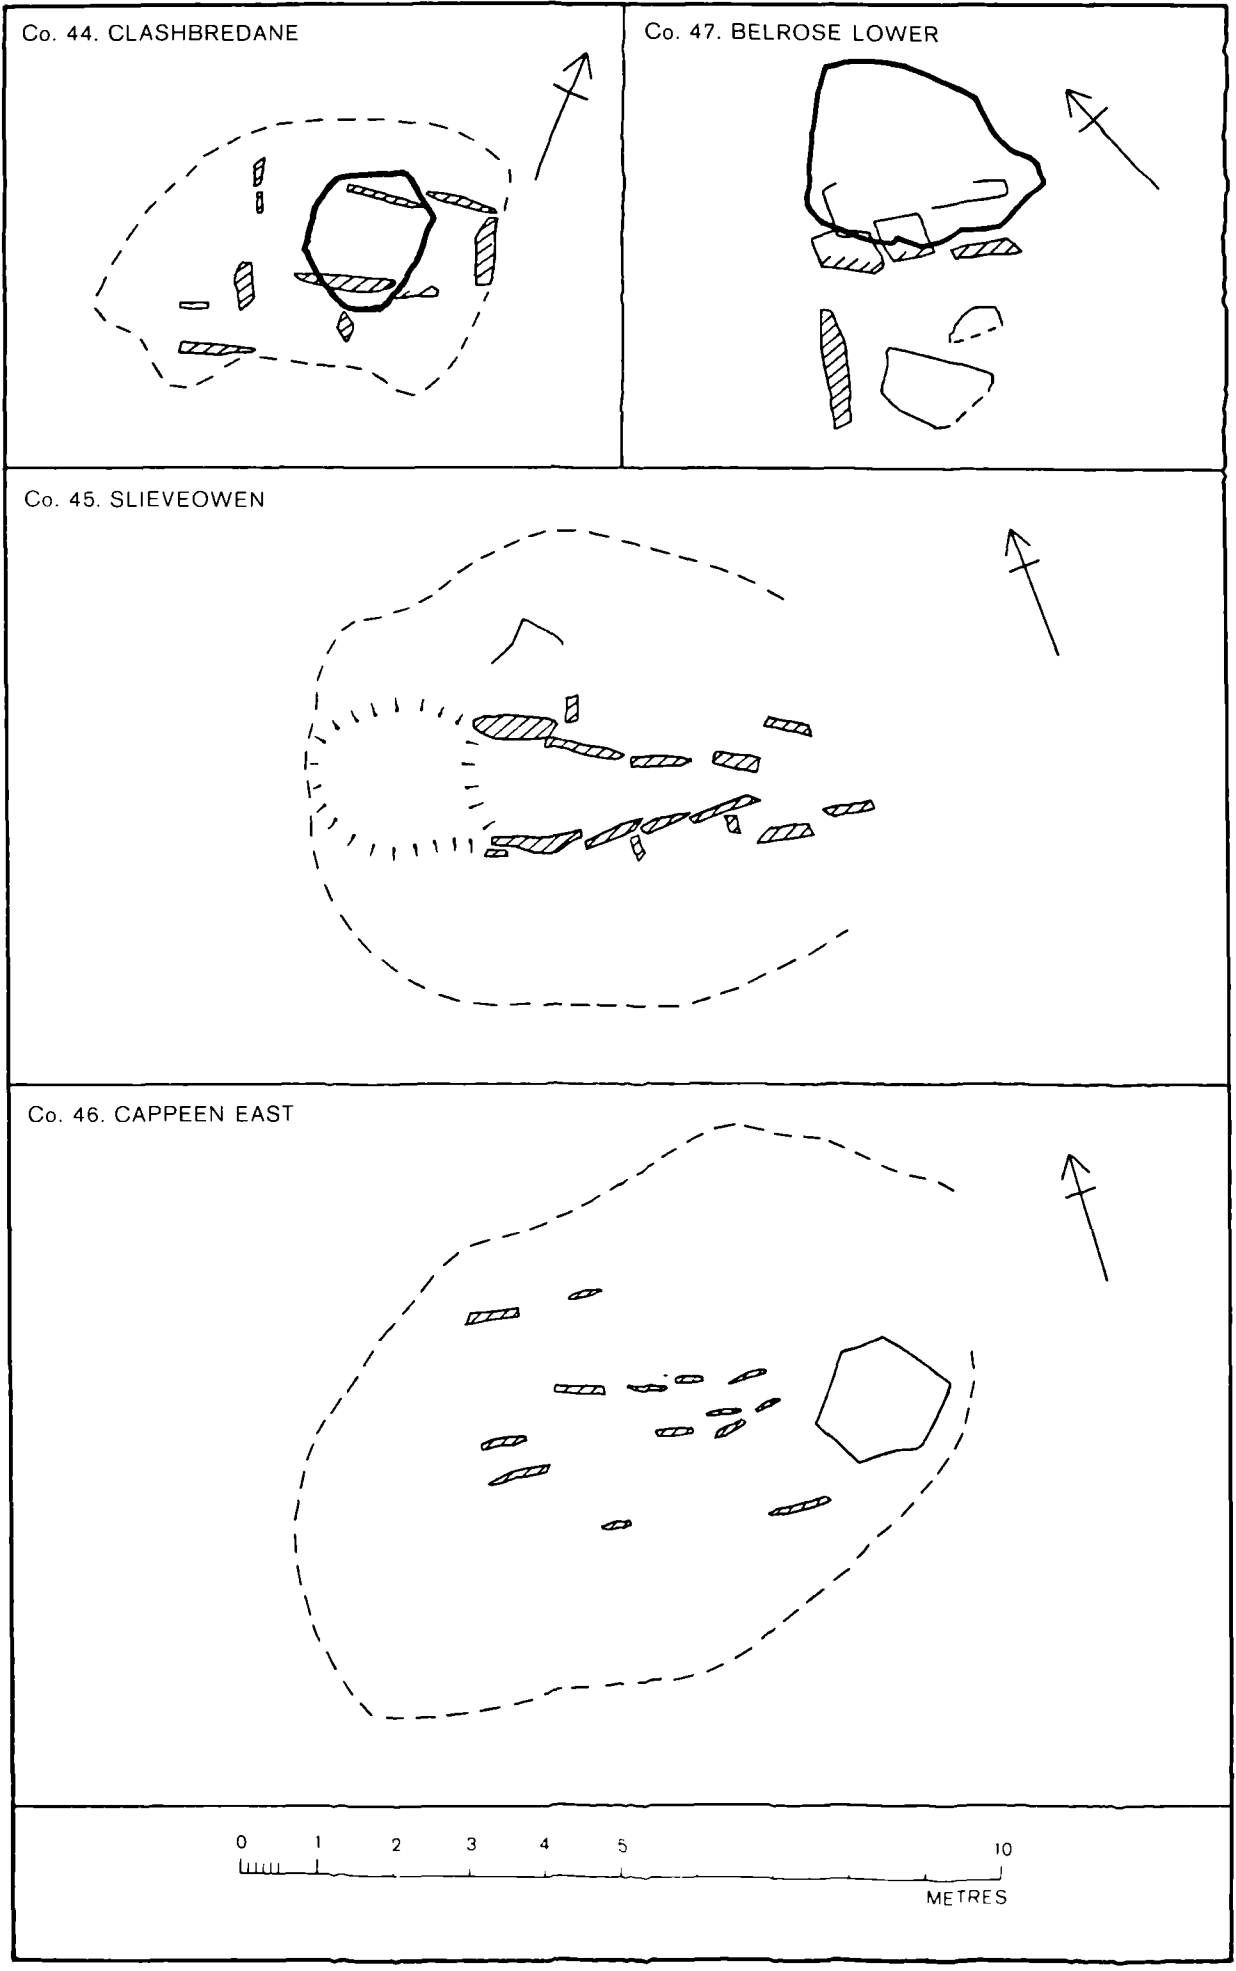 Co. 44. CLASHBREDANE
Co. 47. BELROSE LOWER
Co. 45. SLIEVEOWEN
Co. 46. CAPPEEN EAST
0 1 2 3 4 5 10
METRES